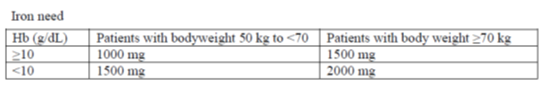 Iron need
Hb (g/dL) Patients with bodyweight 50 kg to <70 Patients with body weight ≥70 kg
≥10 1000 mg 1500 mg
<10 1500 mg 2000 mg